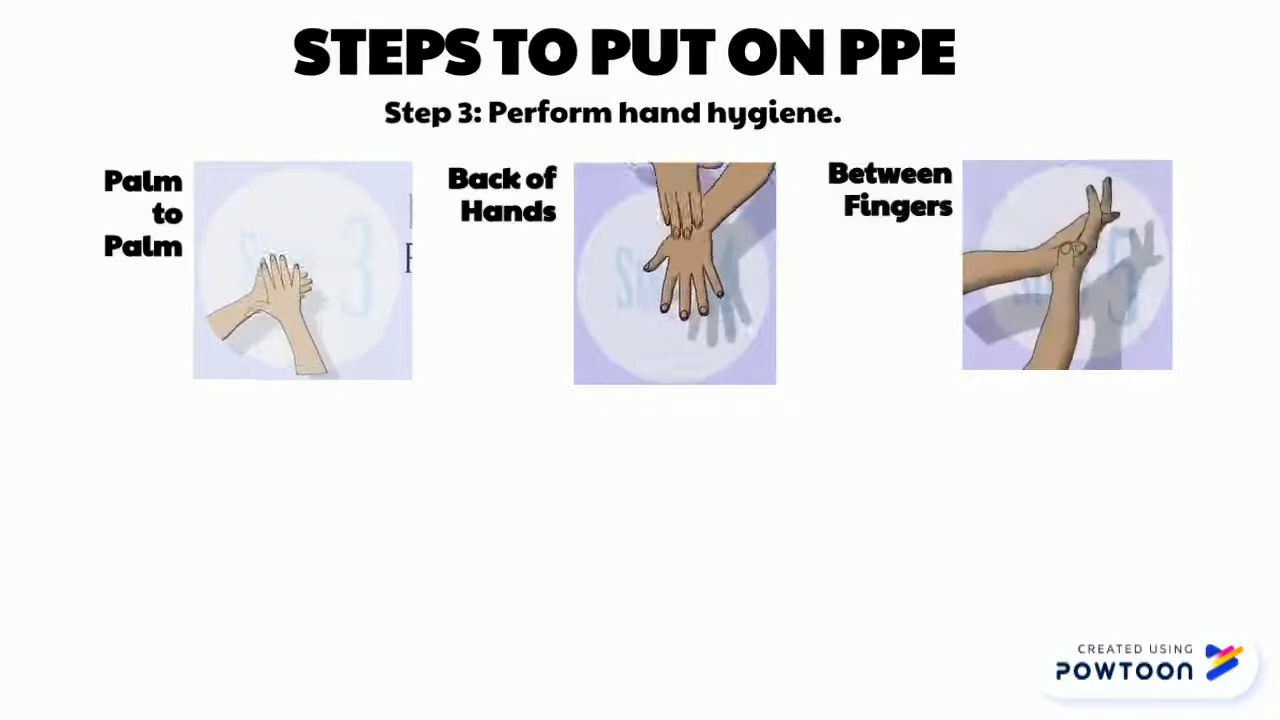 STEPS TO PUT ON PPE
Step 3: Perform hand hygiene.
Palm
to
Palm
Back of
Hands
Between
Fingers
CREATED USING
POWTOON